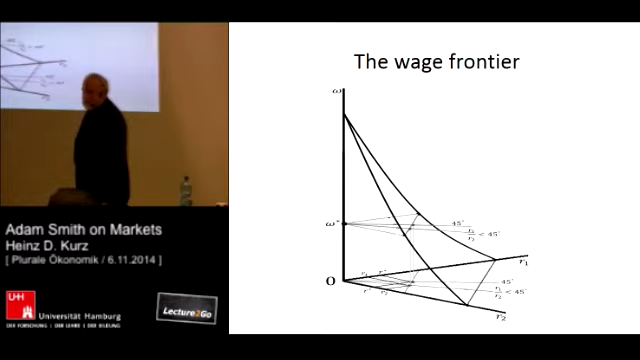 The wage frontier
ω
ω*
45°
r₁/r₂ < 45°
O
r₁
45°
r₁/r₂ < 45°
r₂
Adam Smith on Markets
Heinz D. Kurz
[ Plurale Ökonomik / 6.11.2014 ]
UH
Universität Hamburg
DER FORSCHUNG | DER LEHRE | DER BILDUNG
Lecture2Go